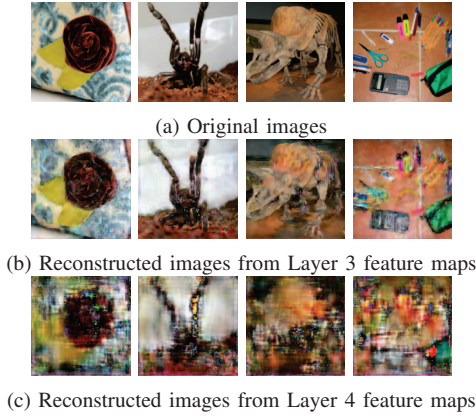 (a) Original images
(b) Reconstructed images from Layer 3 feature maps
(c) Reconstructed images from Layer 4 feature maps